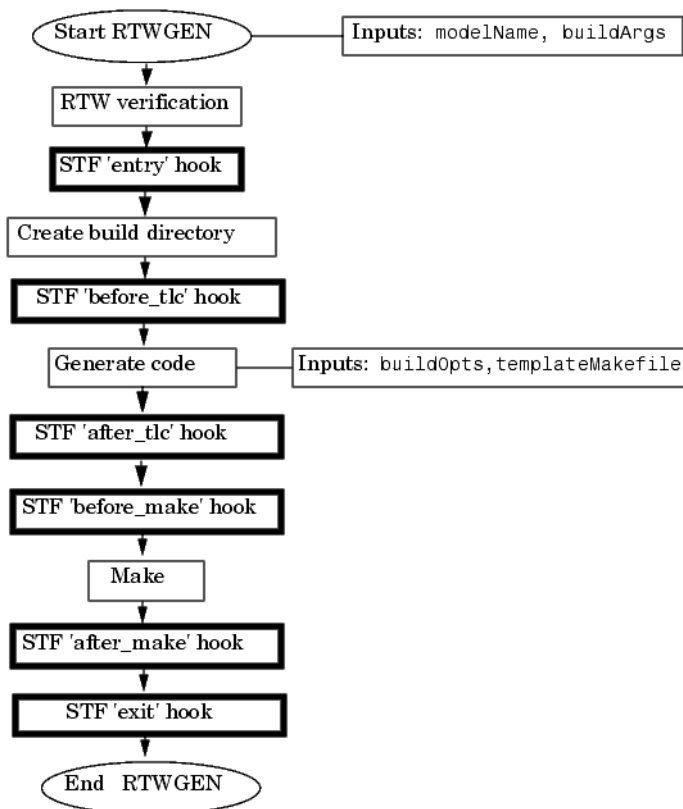 Start RTWGEN
Inputs: modelName, buildArgs
RTW verification
STF 'entry' hook
Create build directory
STF 'before_tlc' hook
Generate code
Inputs: buildOpts,templateMakefile
STF 'after_tlc' hook
STF 'before_make' hook
Make
STF 'after_make' hook
STF 'exit' hook
End RTWGEN